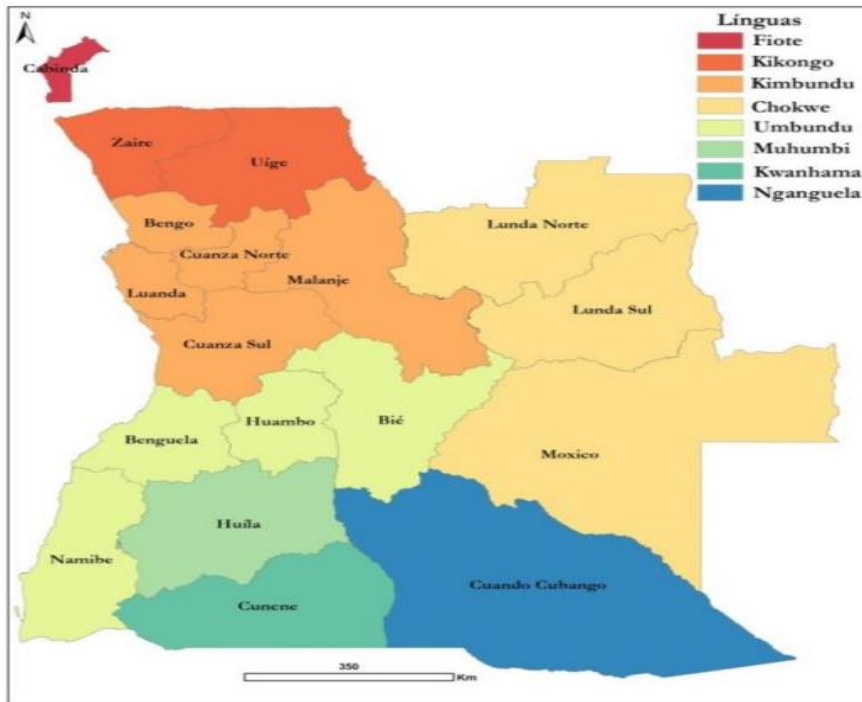 N
Cabinda
Línguas
Fiote
Kikongo
Kimbundu
Chokwe
Umbundu
Muhumbi
Kwanhama
Nganguela
Zaire
Uíge
Bengo
Cuanza Norte
Luanda
Malanje
Cuanza Sul
Lunda Norte
Lunda Sul
Benguela
Huambo
Bié
Moxico
Namibe
Huíla
Cunene
Cuando Cubango
350
Km